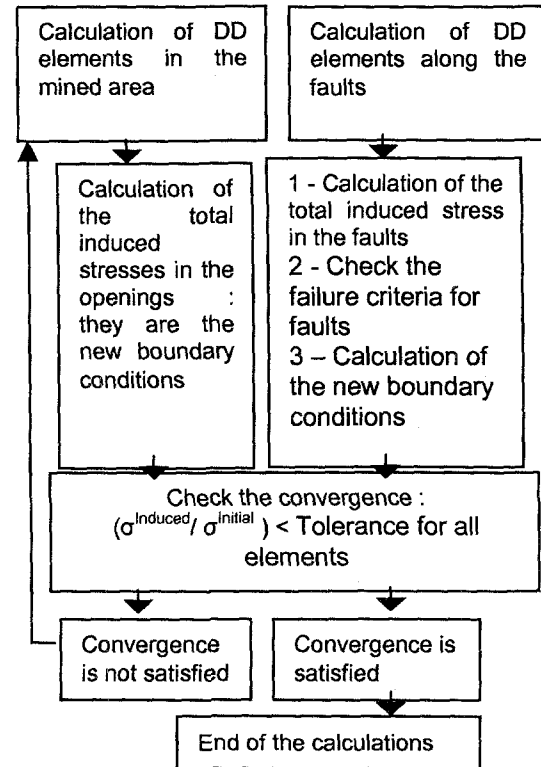 Calculation of DD
elements in the
mined area
Calculation of DD
elements along the
faults
Calculation of
the total
induced
stresses in the
openings :
they are the
new boundary
conditions
1 - Calculation of the
total induced stress
in the faults
2 - Check the
failure criteria for
faults
3 – Calculation of
the new boundary
conditions
Check the convergence :
(σ^Induced/ σ^initial ) < Tolerance for all
elements
Convergence
is not satisfied
Convergence is
satisfied
End of the calculations